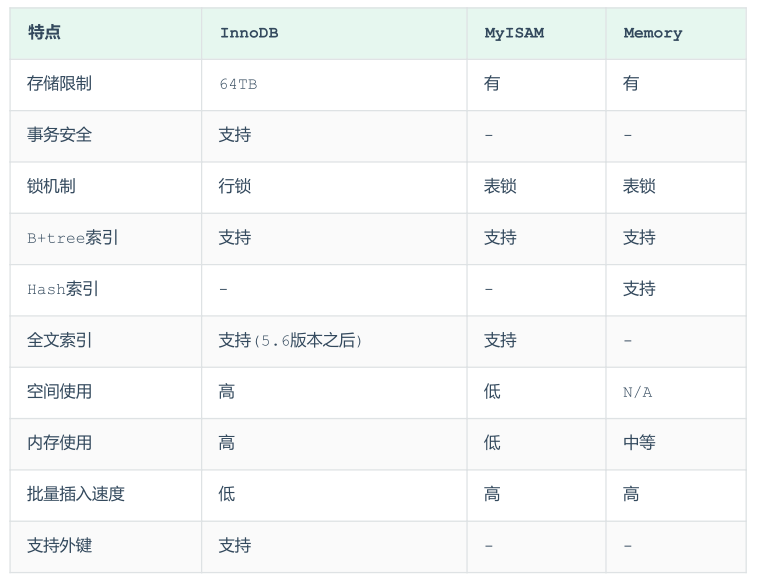 特点 InnoDB MyISAM Memory
存储限制 64TB 有 有
事务安全 支持 - -
锁机制 行锁 表锁 表锁
B+tree索引 支持 支持 支持
Hash索引 - - 支持
全文索引 支持(5.6版本之后) 支持 -
空间使用 高 低 N/A
内存使用 高 低 中等
批量插入速度 低 高 高
支持外键 支持 - -